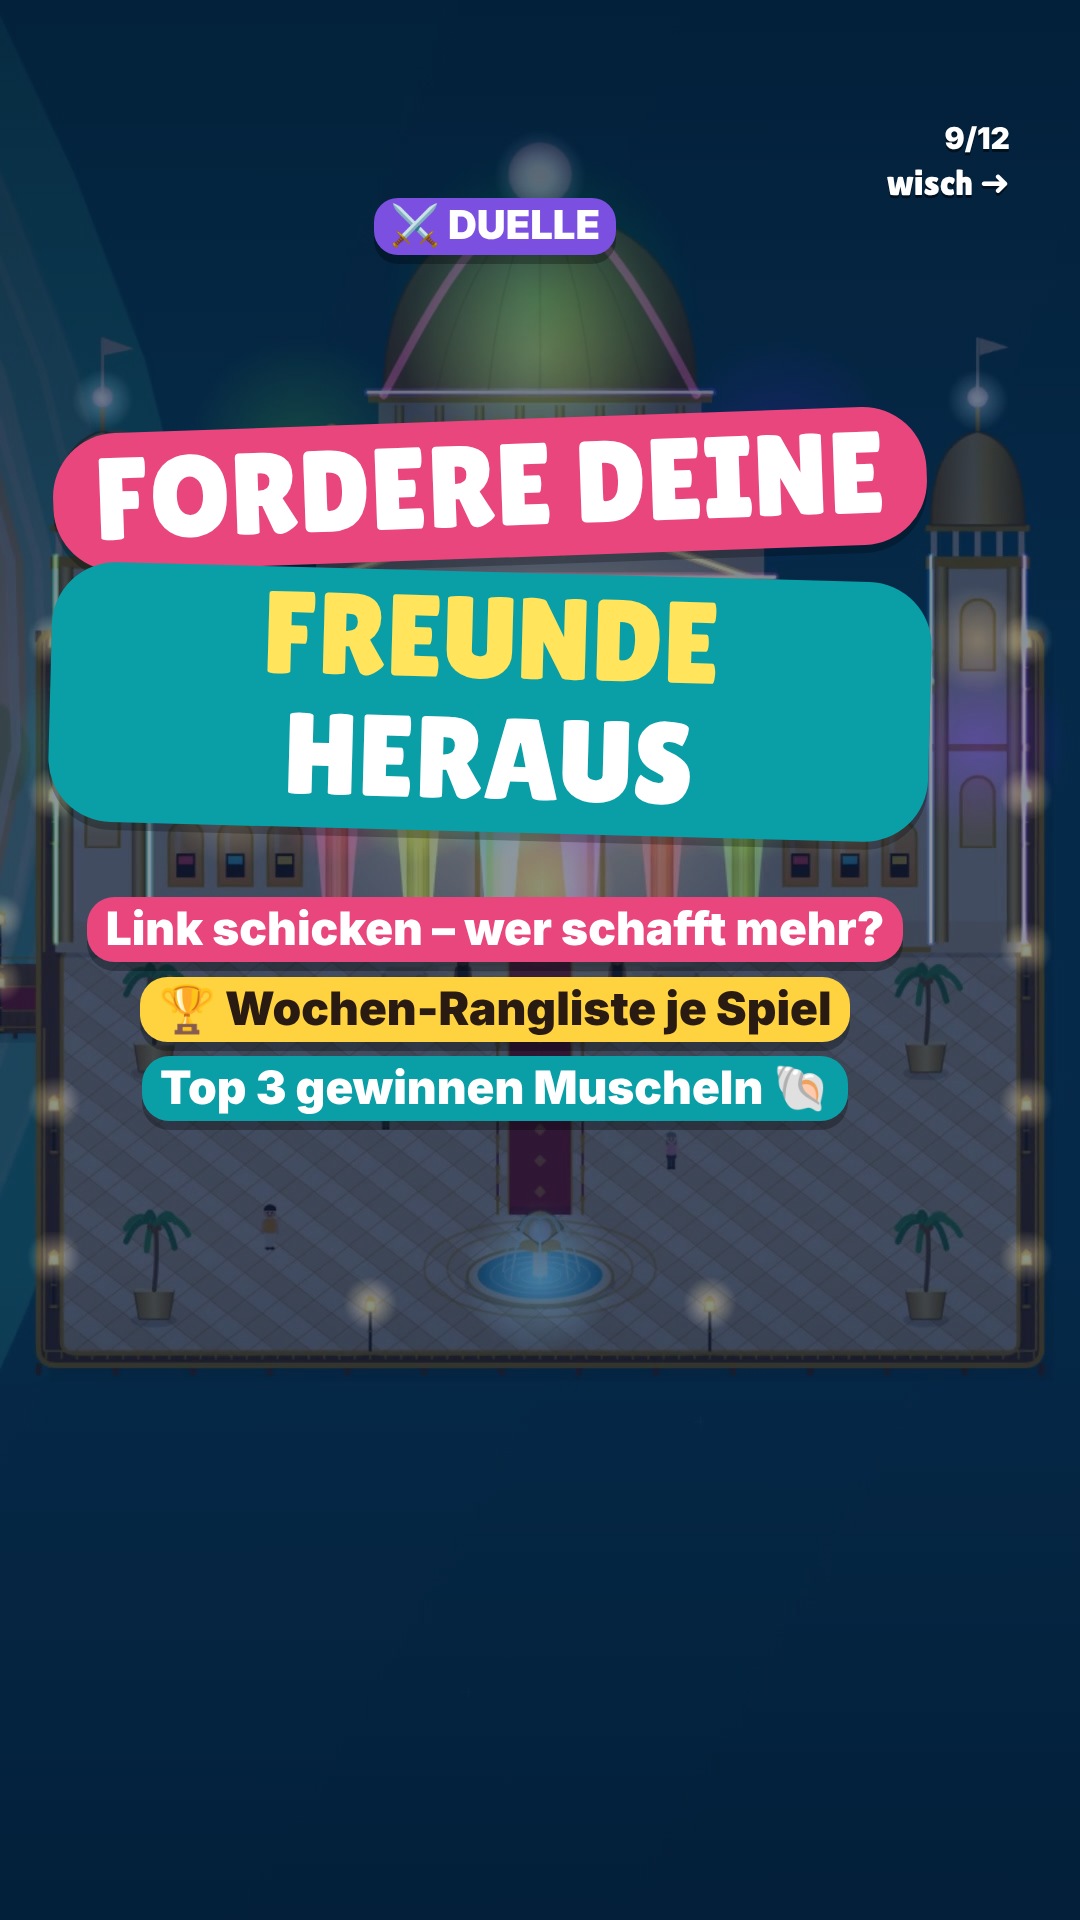 9/12
wisch →
⚔️ DUELLE
FORDERE DEINE
FREUNDE
HERAUS
Link schicken – wer schafft mehr?
🏆 Wochen-Rangliste je Spiel
Top 3 gewinnen Muscheln 🐚